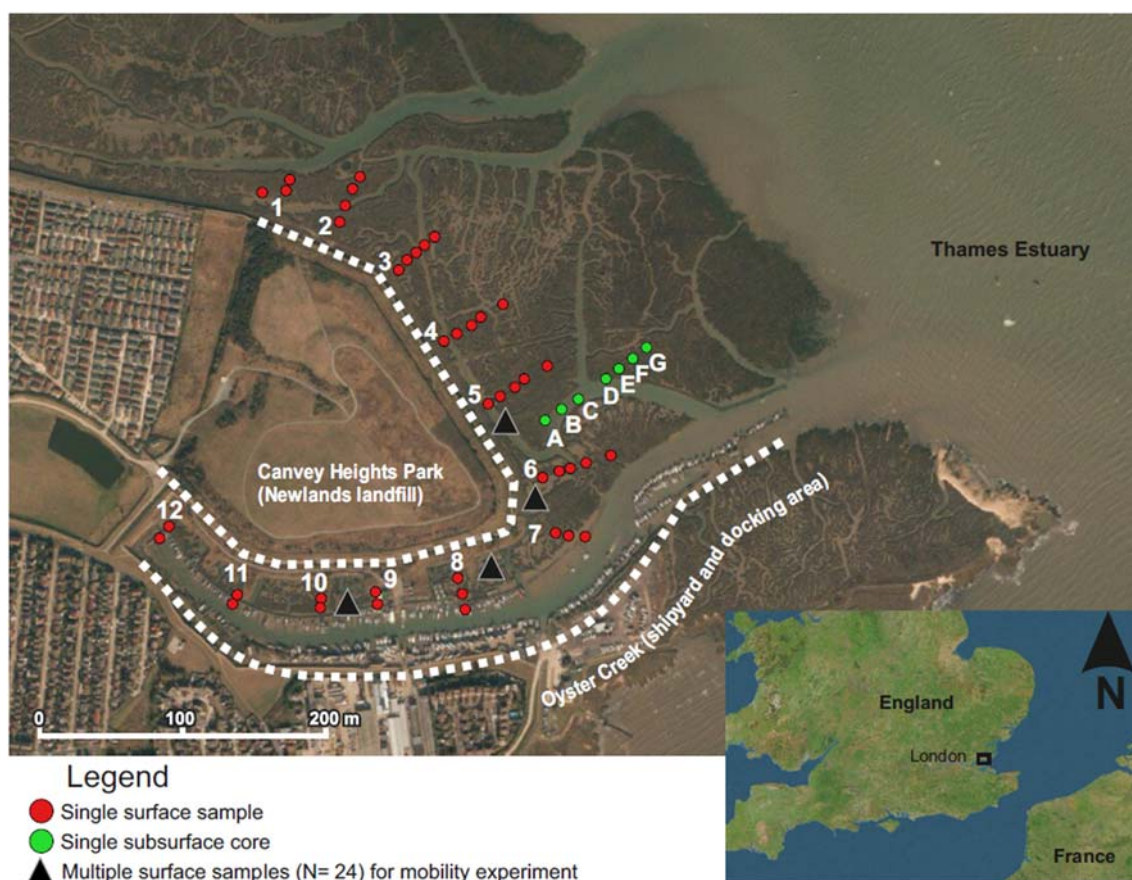 1
2
3
Thames Estuary
4
5
G
F
E
D
C
B
A
Canvey Heights Park
(Newlands landfill)
6
7
12
8
11
10
9
Oyster Creek (shipyard and docking area)
0 100 200 m
England
London
N
France
Legend
Single surface sample
Single subsurface core
Multiple surface samples (N= 24) for mobility experiment